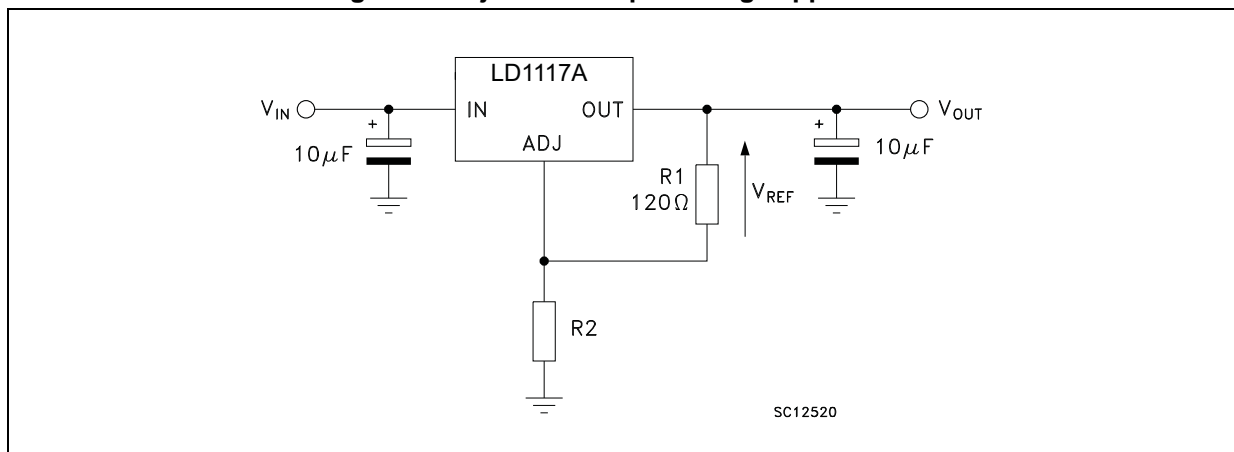 LD1117A
VIN
IN
OUT
VOUT
ADJ
+
10μF
R1
120Ω
VREF
+
10μF
R2
SC12520